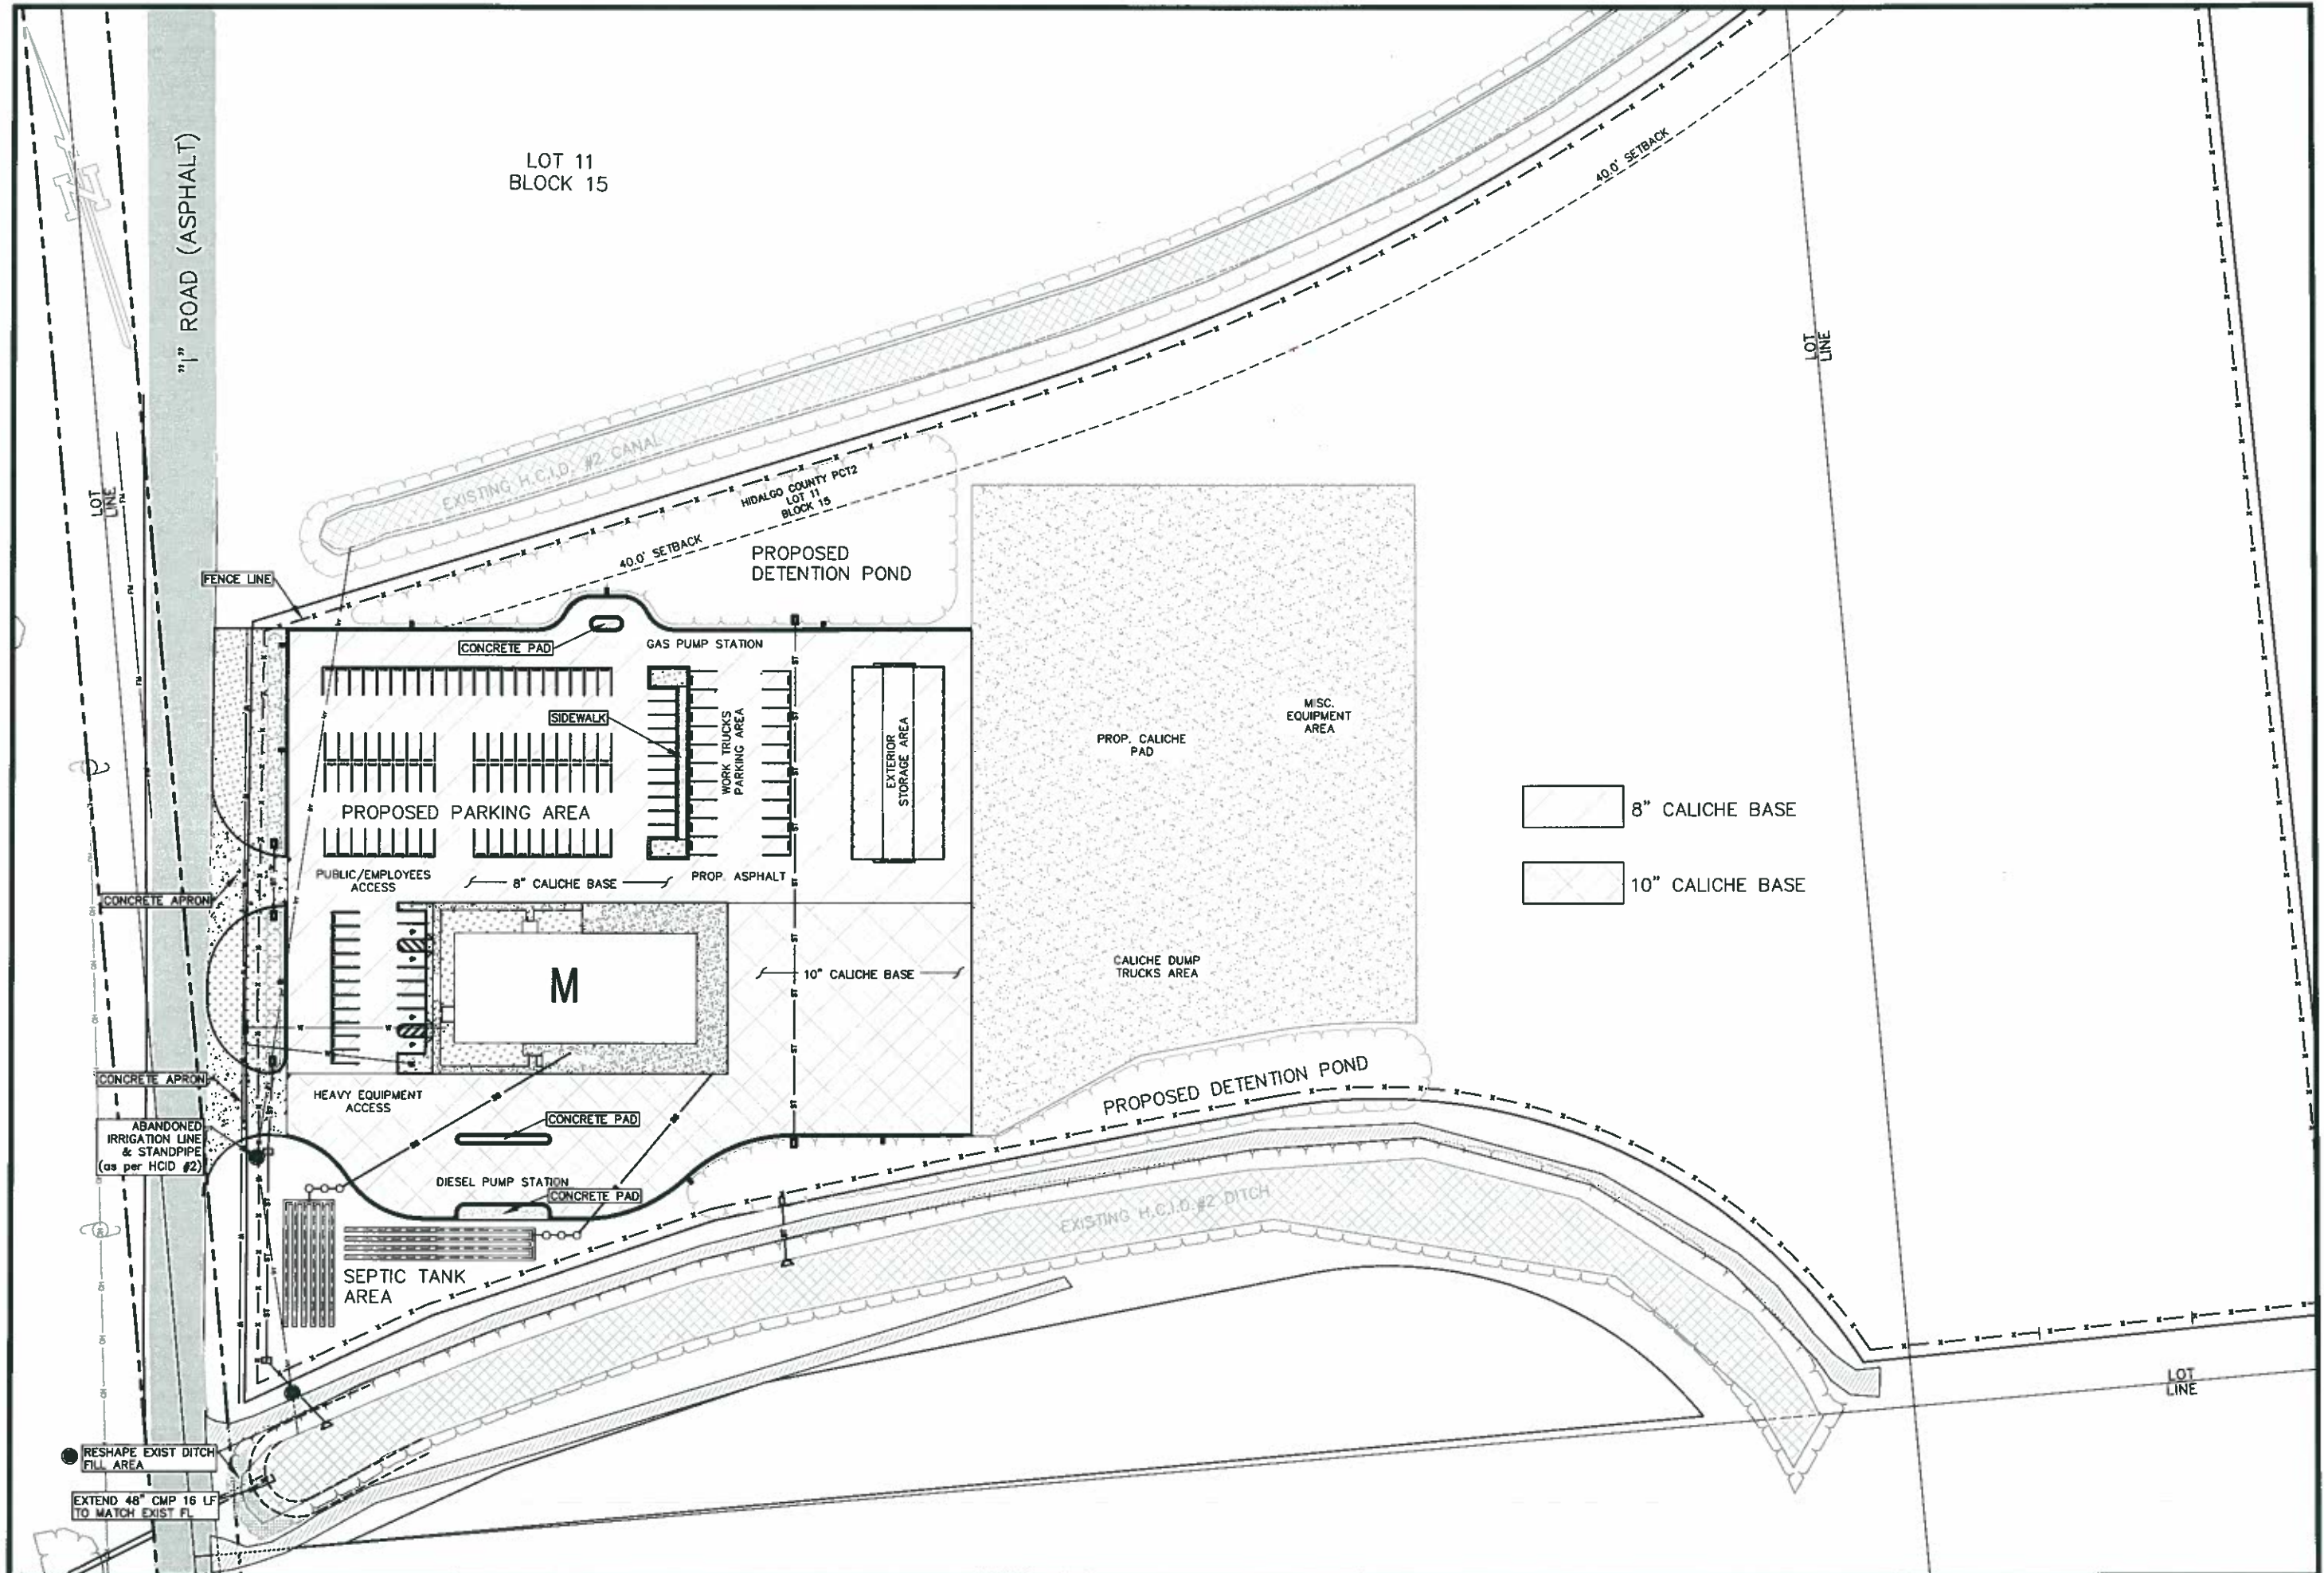 "I" ROAD (ASPHALT)
LOT 11
BLOCK 15
40.0' SETBACK
LOT
LINE
LOT
LINE
EXISTING H.C.I.D. #2 CANAL
HIDALGO COUNTY PCT2
LOT 11
BLOCK 15
40.0' SETBACK
PROPOSED
DETENTION POND
FENCE LINE
CONCRETE PAD
GAS PUMP STATION
SIDEWALK
WORK TRUCKS
PARKING AREA
EXTERIOR
STORAGE AREA
MISC.
EQUIPMENT
AREA
PROP. CALICHE
PAD
PROPOSED PARKING AREA
8" CALICHE BASE
10" CALICHE BASE
PUBLIC/EMPLOYEES
ACCESS
8" CALICHE BASE
PROP. ASPHALT
CONCRETE APRON
M
10" CALICHE BASE
CALICHE DUMP
TRUCKS AREA
CONCRETE APRON
HEAVY EQUIPMENT
ACCESS
PROPOSED DETENTION POND
CONCRETE PAD
ABANDONED
IRRIGATION LINE
& STANDPIPE
(as per HCID #2)
DIESEL PUMP STATION
CONCRETE PAD
EXISTING H.C.I.D.#2 DITCH
SEPTIC TANK
AREA
LOT
LINE
RESHAPE EXIST DITCH
FILL AREA
EXTEND 48" CMP 16 LF
TO MATCH EXIST FL